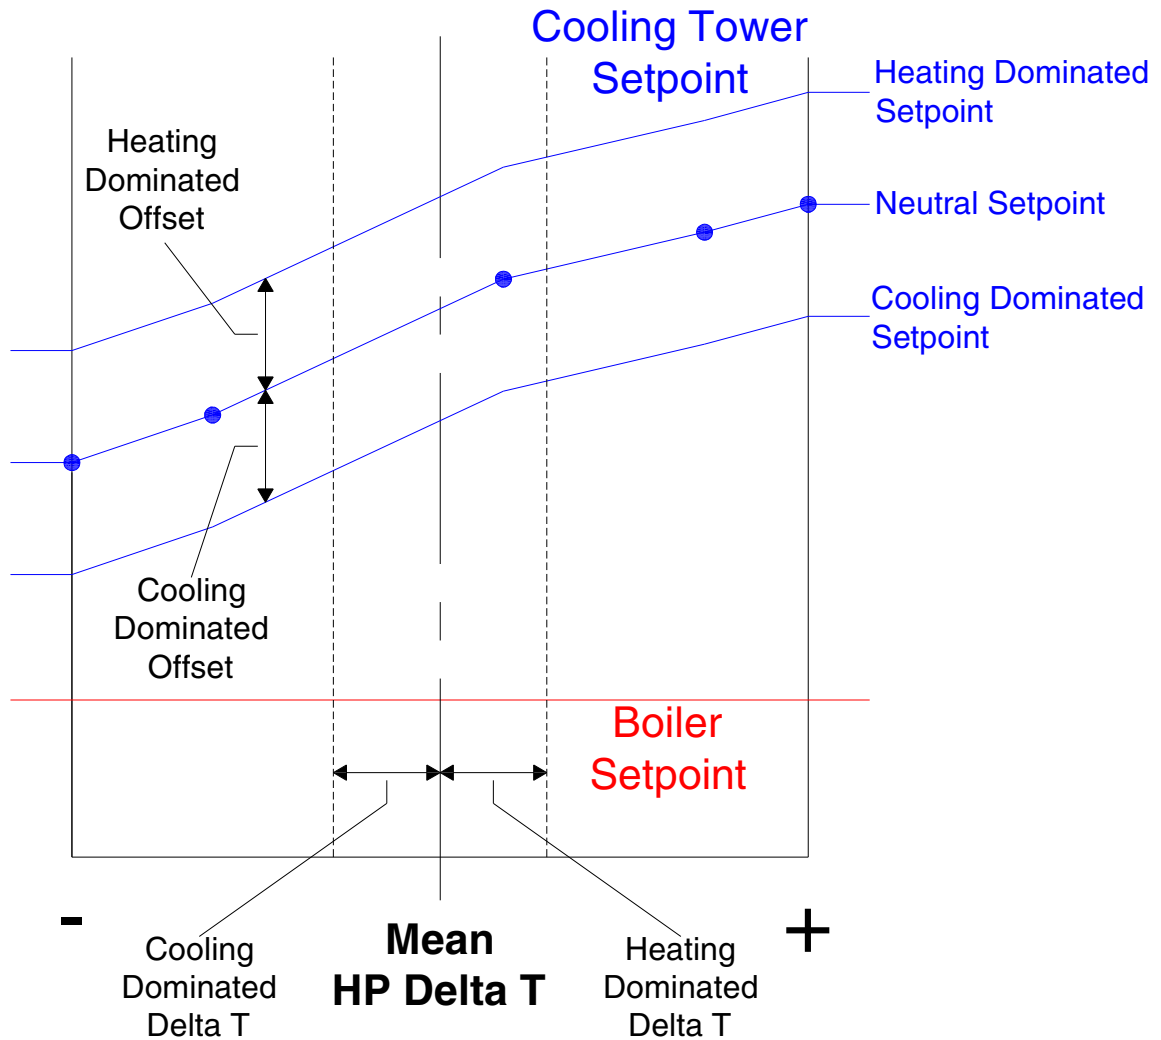 Cooling Tower
Setpoint
Heating Dominated
Setpoint
Heating
Dominated
Offset
Neutral Setpoint
Cooling Dominated
Setpoint
Cooling
Dominated
Offset
Boiler
Setpoint
-
+
Cooling
Dominated
Delta T
Mean
HP Delta T
Heating
Dominated
Delta T